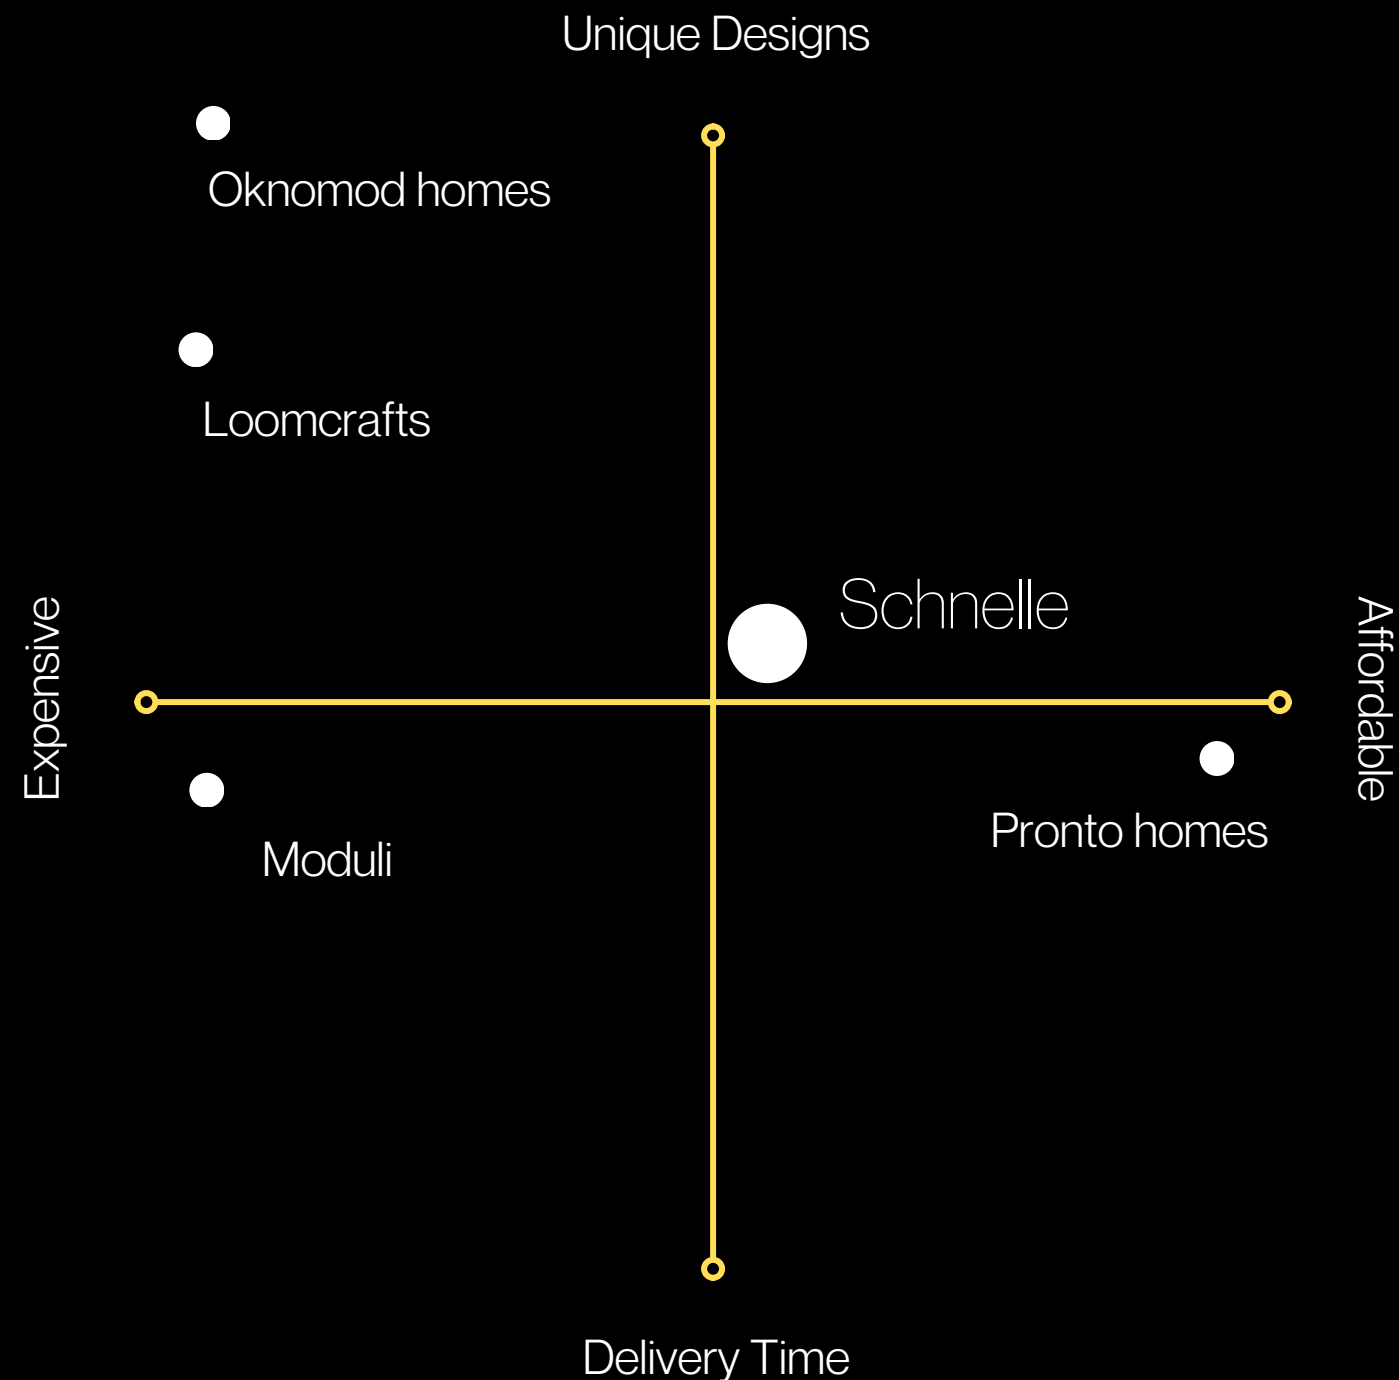 Unique Designs
Oknomod homes
Loomcrafts
Schnelle
Expensive
Affordable
Pronto homes
Moduli
Delivery Time